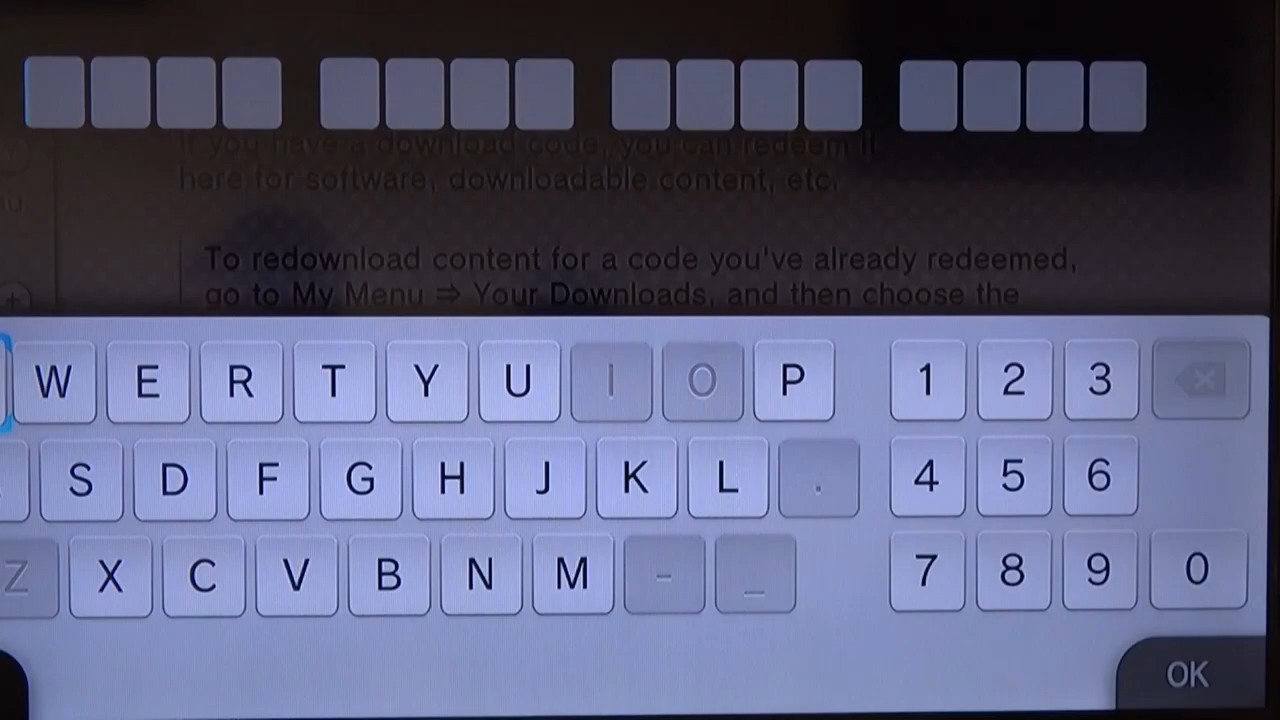 If you have a download code, you can redeem it
here for software, downloadable content, etc.
To redownload content for a code you've already redeemed,
go to My Menu ⇒ Your Downloads, and then choose the
W E R T Y U I O P 1 2 3
S D F G H J K L . 4 5 6
Z X C V B N M - _ 7 8 9 0
OK